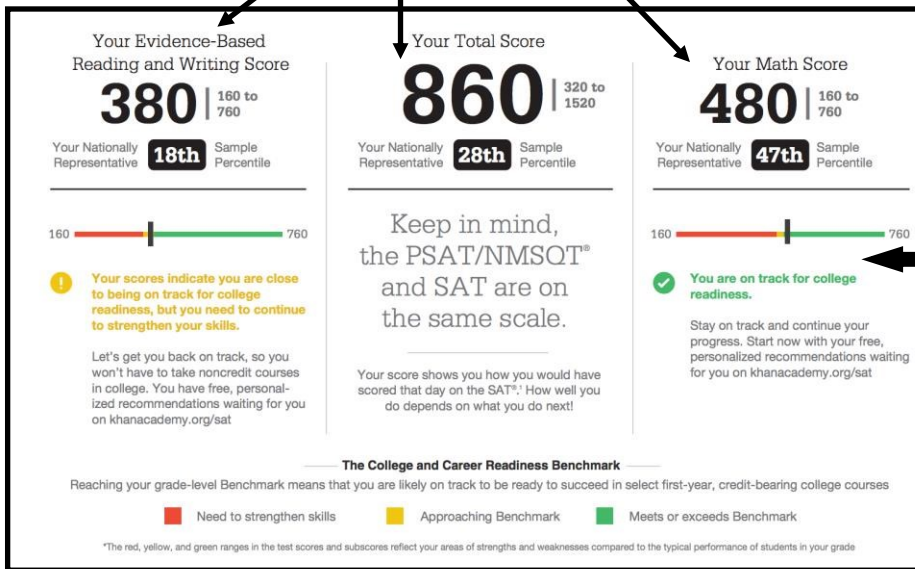 Your Evidence-Based
Reading and Writing Score
380 | 160 to
760
Your Nationally
Representative
18th
Sample
Percentile
160
760
Your scores indicate you are close
to being on track for college
readiness, but you need to continue
to strengthen your skills.
Let's get you back on track, so you
won't have to take noncredit courses
in college. You have free, personal-
ized recommendations waiting for you
on khanacademy.org/sat
Your Total Score
860 | 320 to
1520
Your Nationally
Representative
28th
Sample
Percentile
Keep in mind,
the PSAT/NMSQT®
and SAT are on
the same scale.
Your score shows you how you would have
scored that day on the SAT®.¹ How well you
do depends on what you do next!
Your Math Score
480 | 160 to
760
Your Nationally
Representative
47th
Sample
Percentile
160
760
You are on track for college
readiness.
Stay on track and continue your
progress. Start now with your free,
personalized recommendations waiting
for you on khanacademy.org/sat
The College and Career Readiness Benchmark
Reaching your grade-level Benchmark means that you are likely on track to be ready to succeed in select first-year, credit-bearing college courses
Need to strengthen skills
Approaching Benchmark
Meets or exceeds Benchmark
*The red, yellow, and green ranges in the test scores and subscores reflect your areas of strengths and weaknesses compared to the typical performance of students in your grade